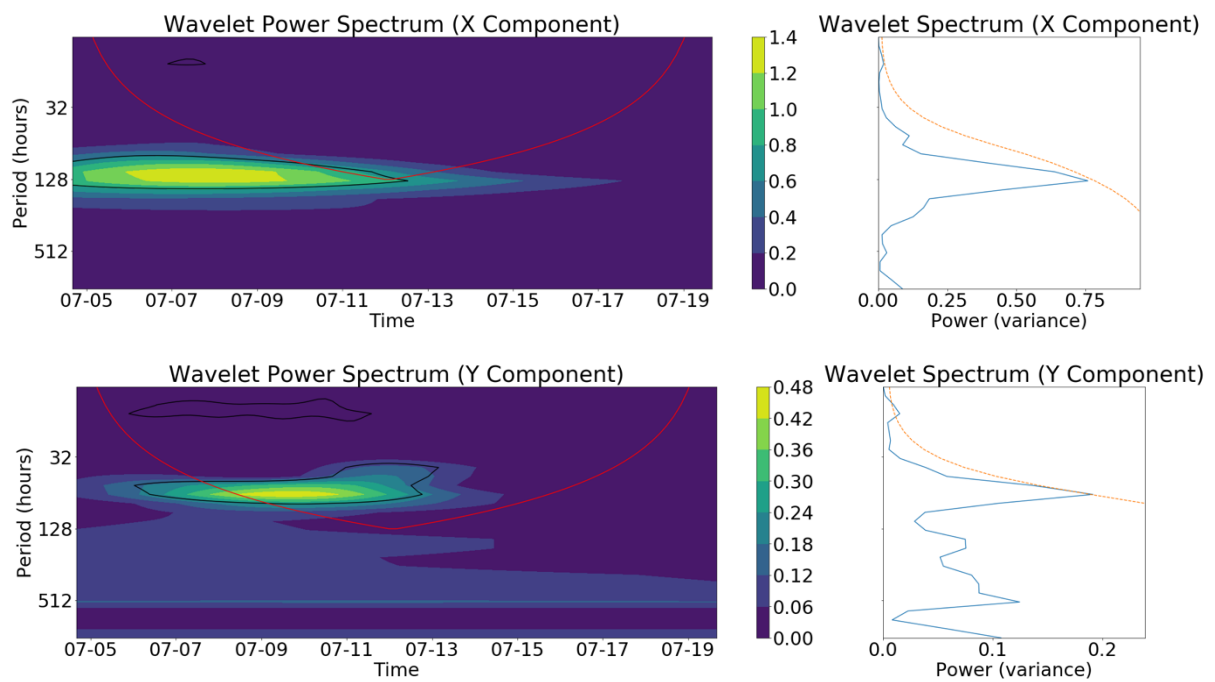 Wavelet Power Spectrum (X Component)
Wavelet Spectrum (X Component)
Period (hours)
32
128
512
07-05 07-07 07-09 07-11 07-13 07-15 07-17 07-19
Time
1.4
1.2
1.0
0.8
0.6
0.4
0.2
0.0
0.00 0.25 0.50 0.75
Power (variance)
Wavelet Power Spectrum (Y Component)
Wavelet Spectrum (Y Component)
Period (hours)
32
128
512
07-05 07-07 07-09 07-11 07-13 07-15 07-17 07-19
Time
0.48
0.42
0.36
0.30
0.24
0.18
0.12
0.06
0.00
0.0 0.1 0.2
Power (variance)